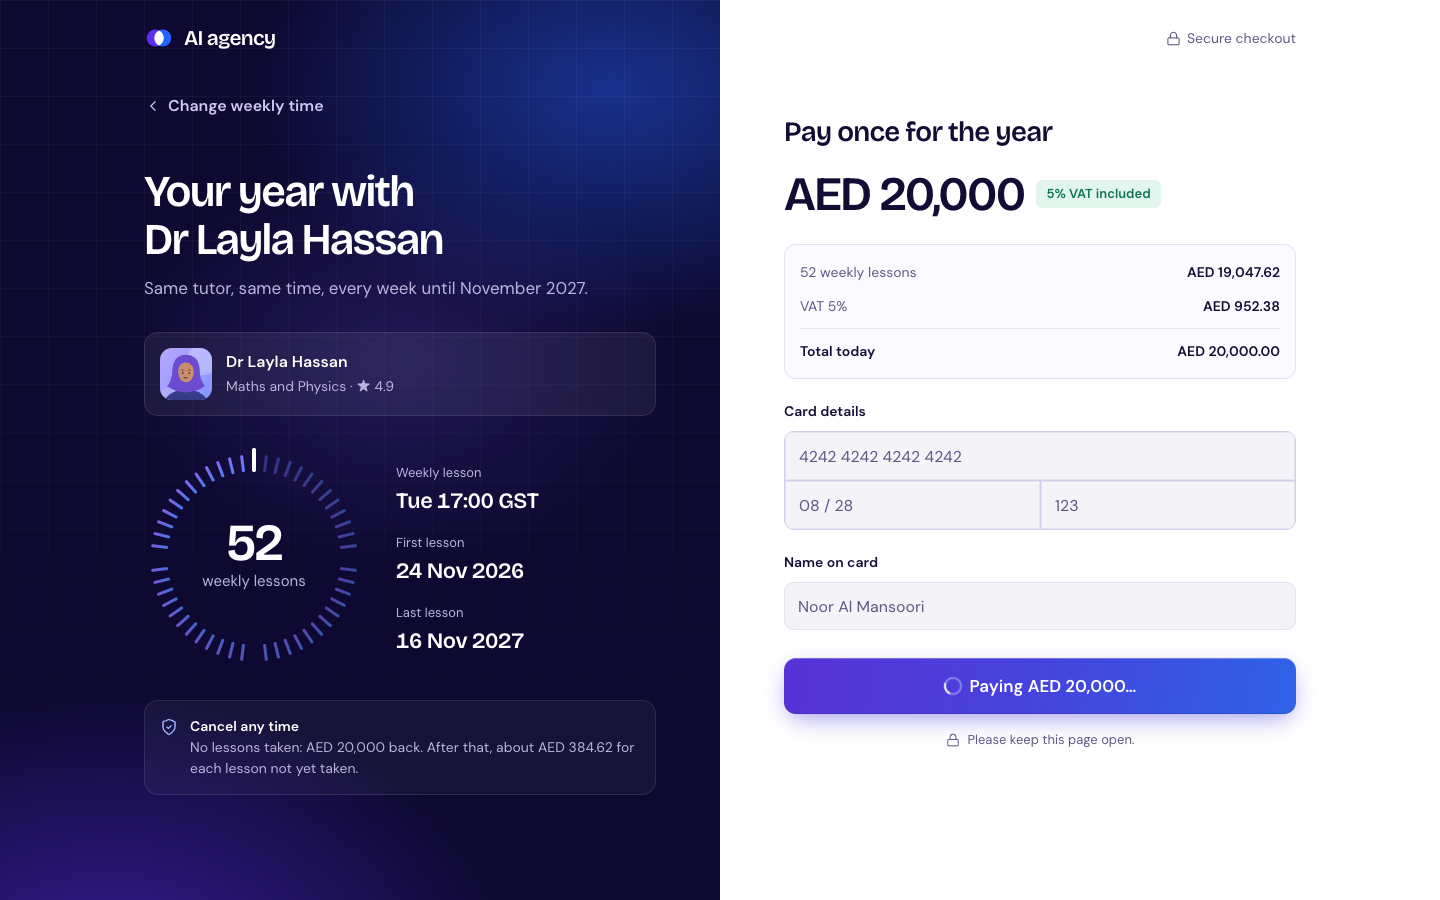 AI agency
Change weekly time
Your year with
Dr Layla Hassan
Same tutor, same time, every week until November 2027.
Dr Layla Hassan
Maths and Physics · ★ 4.9
52
weekly lessons
Weekly lesson
Tue 17:00 GST
First lesson
24 Nov 2026
Last lesson
16 Nov 2027
Cancel any time
No lessons taken: AED 20,000 back. After that, about AED 384.62 for
each lesson not yet taken.
Secure checkout
Pay once for the year
AED 20,000 5% VAT included
52 weekly lessons AED 19,047.62
VAT 5% AED 952.38
Total today AED 20,000.00
Card details
4242 4242 4242 4242
08 / 28 123
Name on card
Noor Al Mansoori
Paying AED 20,000…
Please keep this page open.